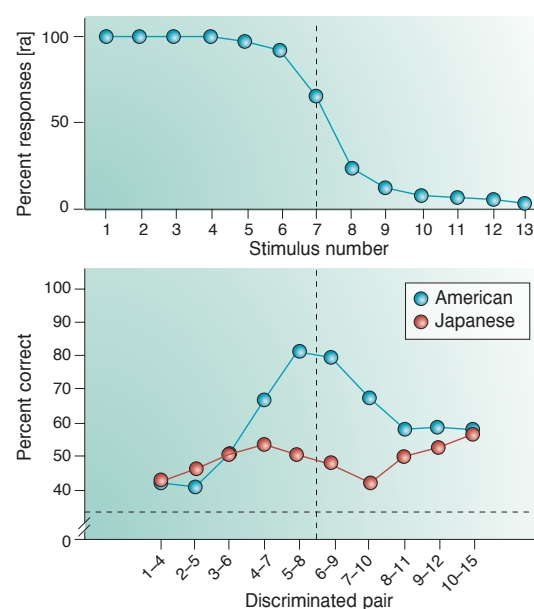 Percent responses [ra]
100
50
0
1 2 3 4 5 6 7 8 9 10 11 12 13
Stimulus number
Percent correct
100
90
80
70
60
50
40
0
American
Japanese
1–4 2–5 3–6 4–7 5–8 6–9 7–10 8–11 9–12 10–15
Discriminated pair